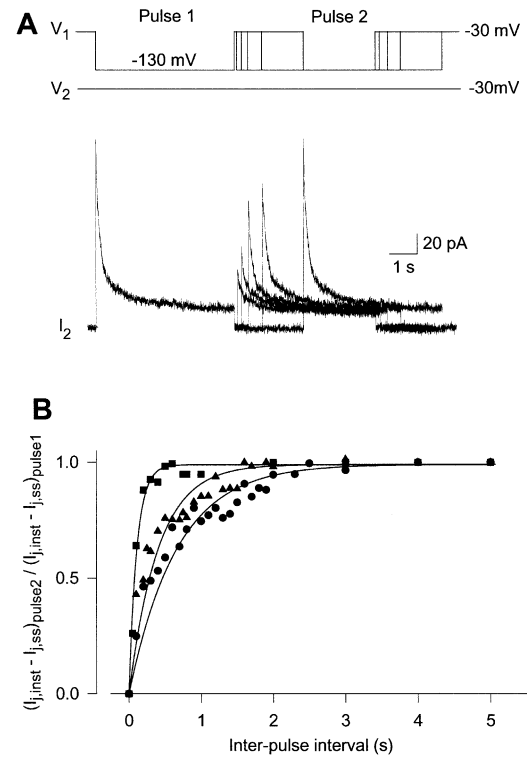 A
Pulse 1
Pulse 2
V1
-30 mV
-130 mV
V2
-30mV
20 pA
1 s
I2
B
(Ij,inst - Ij,ss)pulse2 / (Ij,inst - Ij,ss)pulse1
1.0
0.5
0.0
0 1 2 3 4 5
Inter-pulse interval (s)